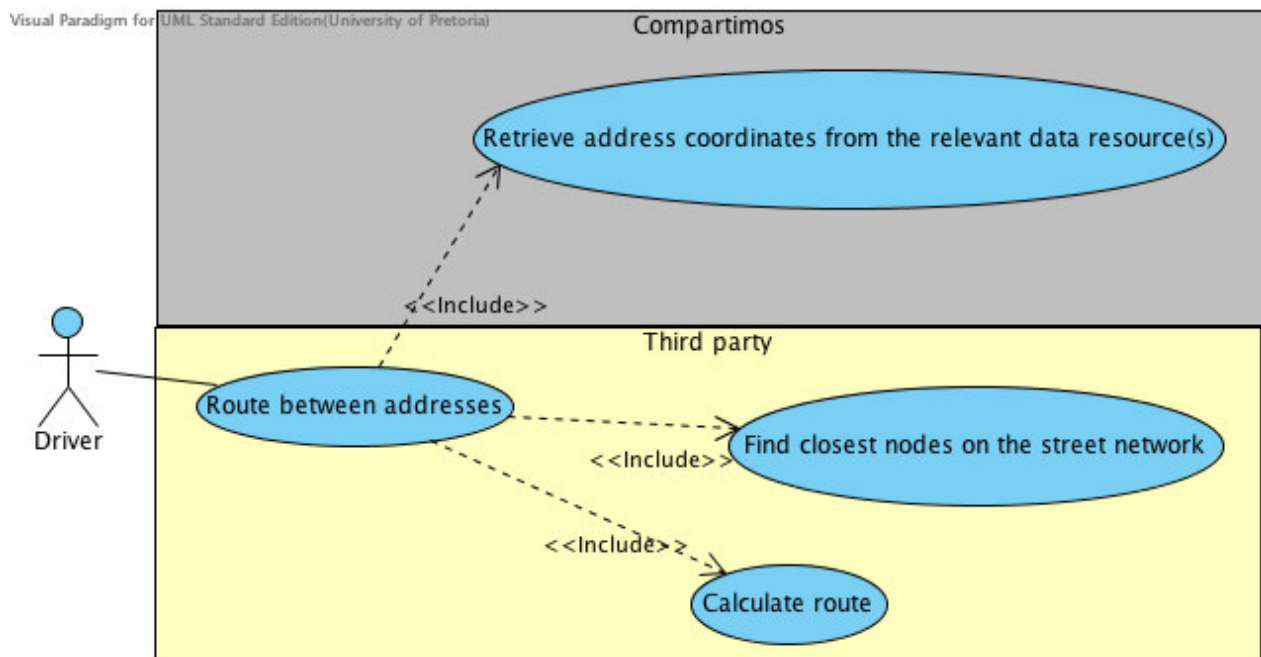 Visual Paradigm for UML Standard Edition(University of Pretoria)
Compartimos
Retrieve address coordinates from the relevant data resource(s)
<<Include>>
Third party
Driver
Route between addresses
Find closest nodes on the street network
<<Include>>
<<Include>>
Calculate route